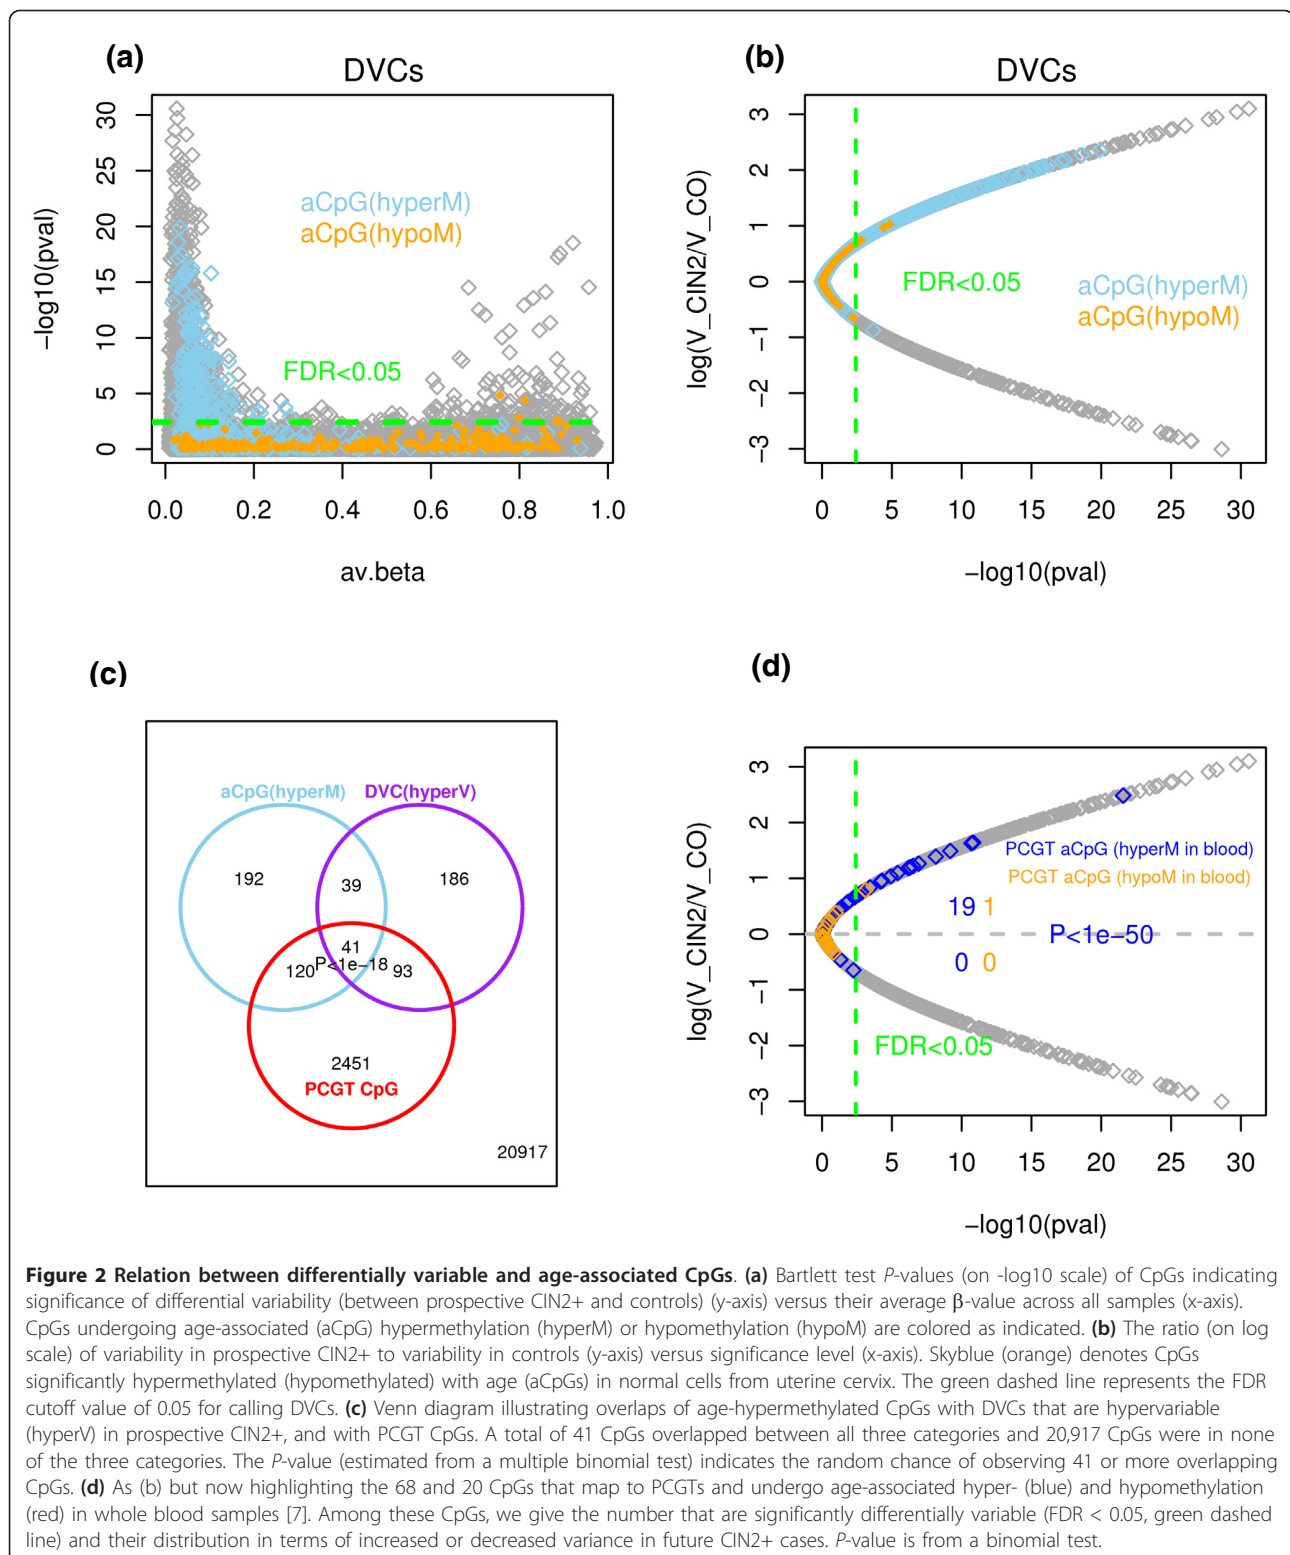 (a)
DVCs
30
25
20
15
10
5
0
−log10(pval)
aCpG(hyperM)
aCpG(hypoM)
FDR<0.05
0.0 0.2 0.4 0.6 0.8 1.0
av.beta
(b)
DVCs
3
2
1
0
−1
−2
−3
log(V_CIN2/V_CO)
FDR<0.05
aCpG(hyperM)
aCpG(hypoM)
0 5 10 15 20 25 30
−log10(pval)
(c)
aCpG(hyperM) DVC(hyperV)
192 39 186
41
P<1e−18
120 93
2451
PCGT CpG
20917
(d)
3
2
1
0
−1
−2
−3
log(V_CIN2/V_CO)
PCGT aCpG (hyperM in blood)
PCGT aCpG (hypoM in blood)
19 1
P<1e−50
0 0
FDR<0.05
0 5 10 15 20 25 30
−log10(pval)
Figure 2 Relation between differentially variable and age-associated CpGs. (a) Bartlett test P-values (on -log10 scale) of CpGs indicating
significance of differential variability (between prospective CIN2+ and controls) (y-axis) versus their average β-value across all samples (x-axis).
CpGs undergoing age-associated (aCpG) hypermethylation (hyperM) or hypomethylation (hypoM) are colored as indicated. (b) The ratio (on log
scale) of variability in prospective CIN2+ to variability in controls (y-axis) versus significance level (x-axis). Skyblue (orange) denotes CpGs
significantly hypermethylated (hypomethylated) with age (aCpGs) in normal cells from uterine cervix. The green dashed line represents the FDR
cutoff value of 0.05 for calling DVCs. (c) Venn diagram illustrating overlaps of age-hypermethylated CpGs with DVCs that are hypervariable
(hyperV) in prospective CIN2+, and with PCGT CpGs. A total of 41 CpGs overlapped between all three categories and 20,917 CpGs were in none
of the three categories. The P-value (estimated from a multiple binomial test) indicates the random chance of observing 41 or more overlapping
CpGs. (d) As (b) but now highlighting the 68 and 20 CpGs that map to PCGTs and undergo age-associated hyper- (blue) and hypomethylation
(red) in whole blood samples [7]. Among these CpGs, we give the number that are significantly differentially variable (FDR < 0.05, green dashed
line) and their distribution in terms of increased or decreased variance in future CIN2+ cases. P-value is from a binomial test.